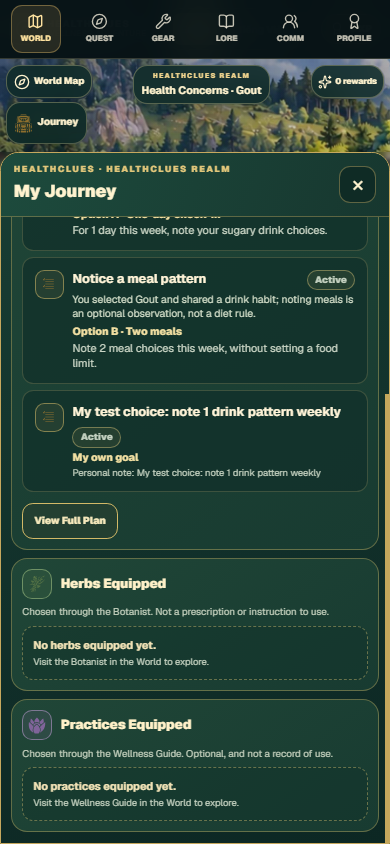 WORLD
QUEST
GEAR
LORE
COMM
PROFILE
World Map
HEALTHCLUES REALM
Health Concerns · Gout
0 rewards
Journey
HEALTHCLUES · HEALTHCLUES REALM
My Journey
For 1 day this week, note your sugary drink choices.
Notice a meal pattern
Active
You selected Gout and shared a drink habit; noting meals is
an optional observation, not a diet rule.
Option B · Two meals
Note 2 meal choices this week, without setting a food
limit.
My test choice: note 1 drink pattern weekly
Active
My own goal
Personal note: My test choice: note 1 drink pattern weekly
View Full Plan
Herbs Equipped
Chosen through the Botanist. Not a prescription or instruction to use.
No herbs equipped yet.
Visit the Botanist in the World to explore.
Practices Equipped
Chosen through the Wellness Guide. Optional, and not a record of use.
No practices equipped yet.
Visit the Wellness Guide in the World to explore.